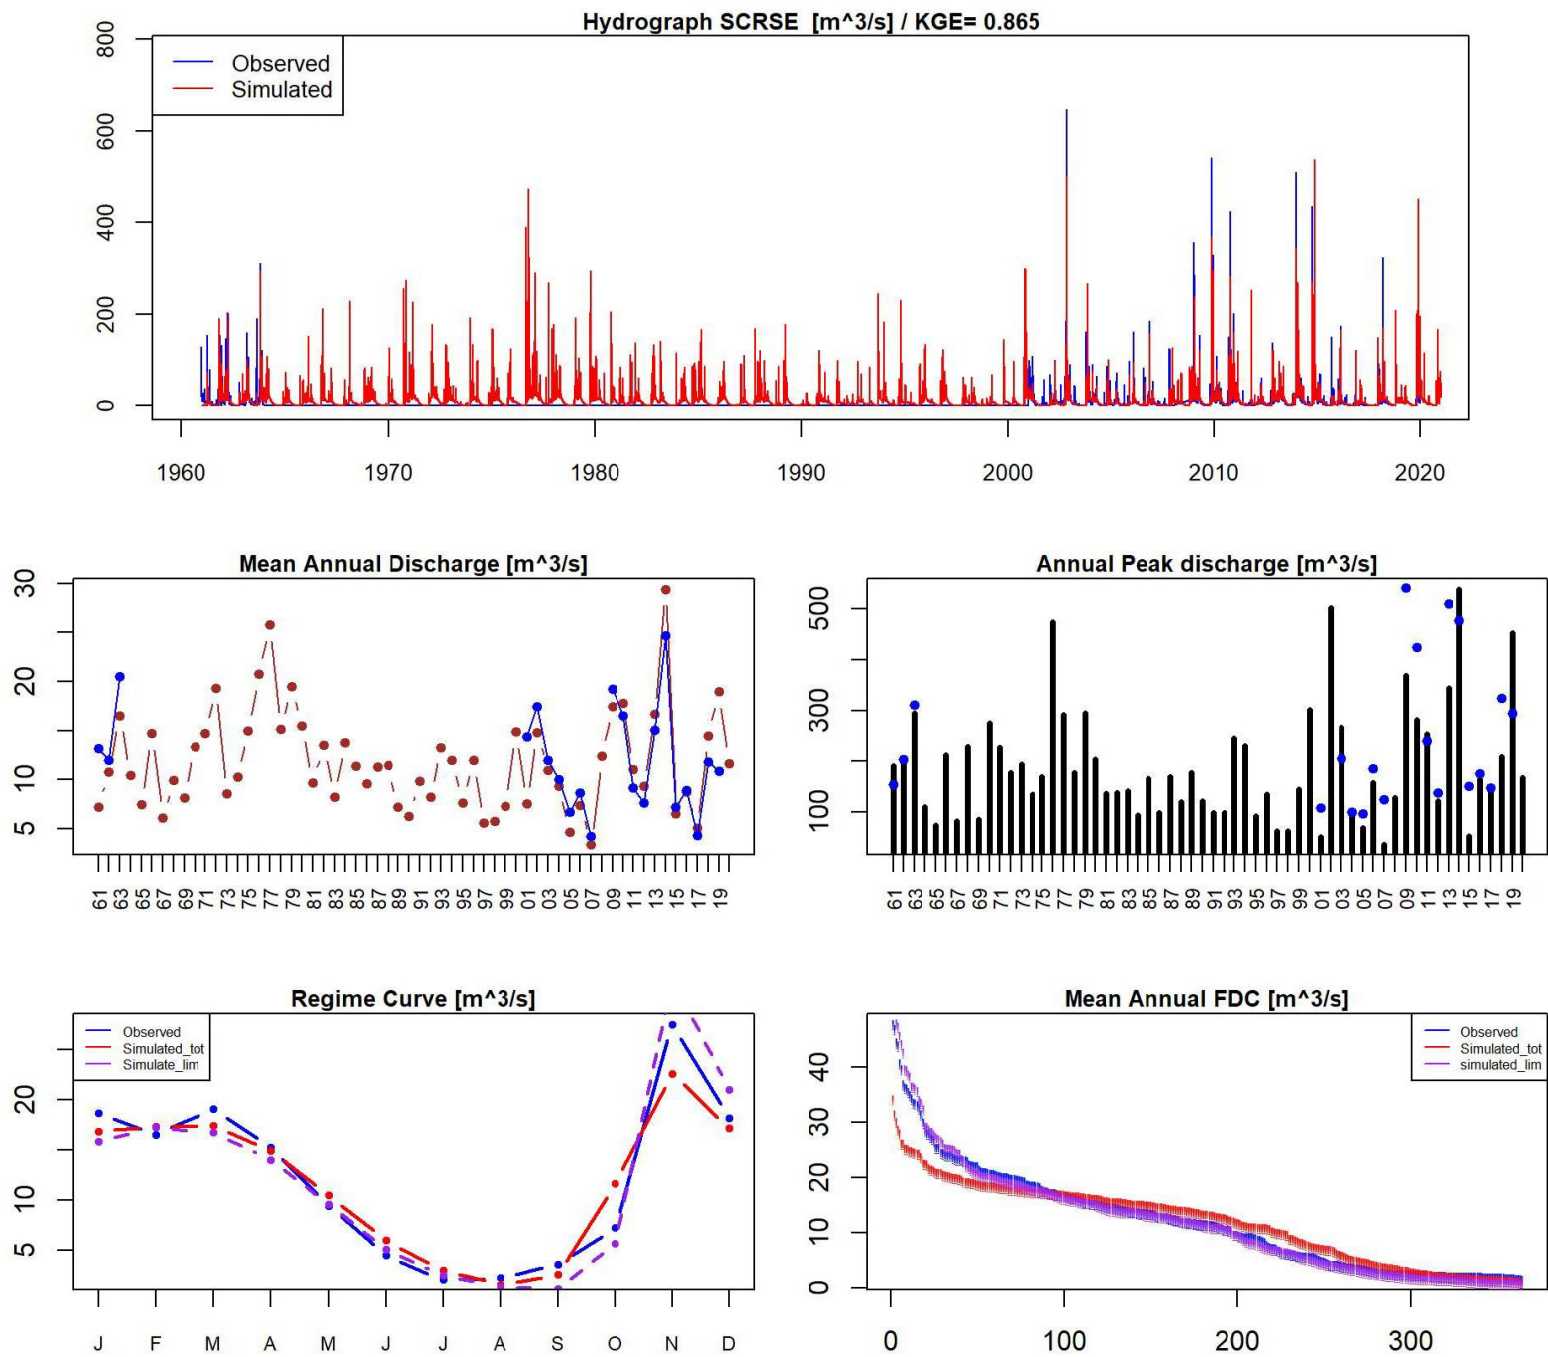 Hydrograph SCRSE [m^3/s] / KGE= 0.865
Observed
Simulated
800
600
400
200
0
1960 1970 1980 1990 2000 2010 2020
Mean Annual Discharge [m^3/s]
30
20
10
5
61 63 65 67 69 71 73 75 77 79 81 83 85 87 89 91 93 95 97 99 01 03 05 07 09 11 13 15 17 19
Annual Peak discharge [m^3/s]
500
300
100
61 63 65 67 69 71 73 75 77 79 81 83 85 87 89 91 93 95 97 99 01 03 05 07 09 11 13 15 17 19
Regime Curve [m^3/s]
Observed
Simulated_tot
Simulate_lim
20
10
5
J F M A M J J A S O N D
Mean Annual FDC [m^3/s]
Observed
Simulated_tot
simulated_lim
40
30
20
10
0
0 100 200 300